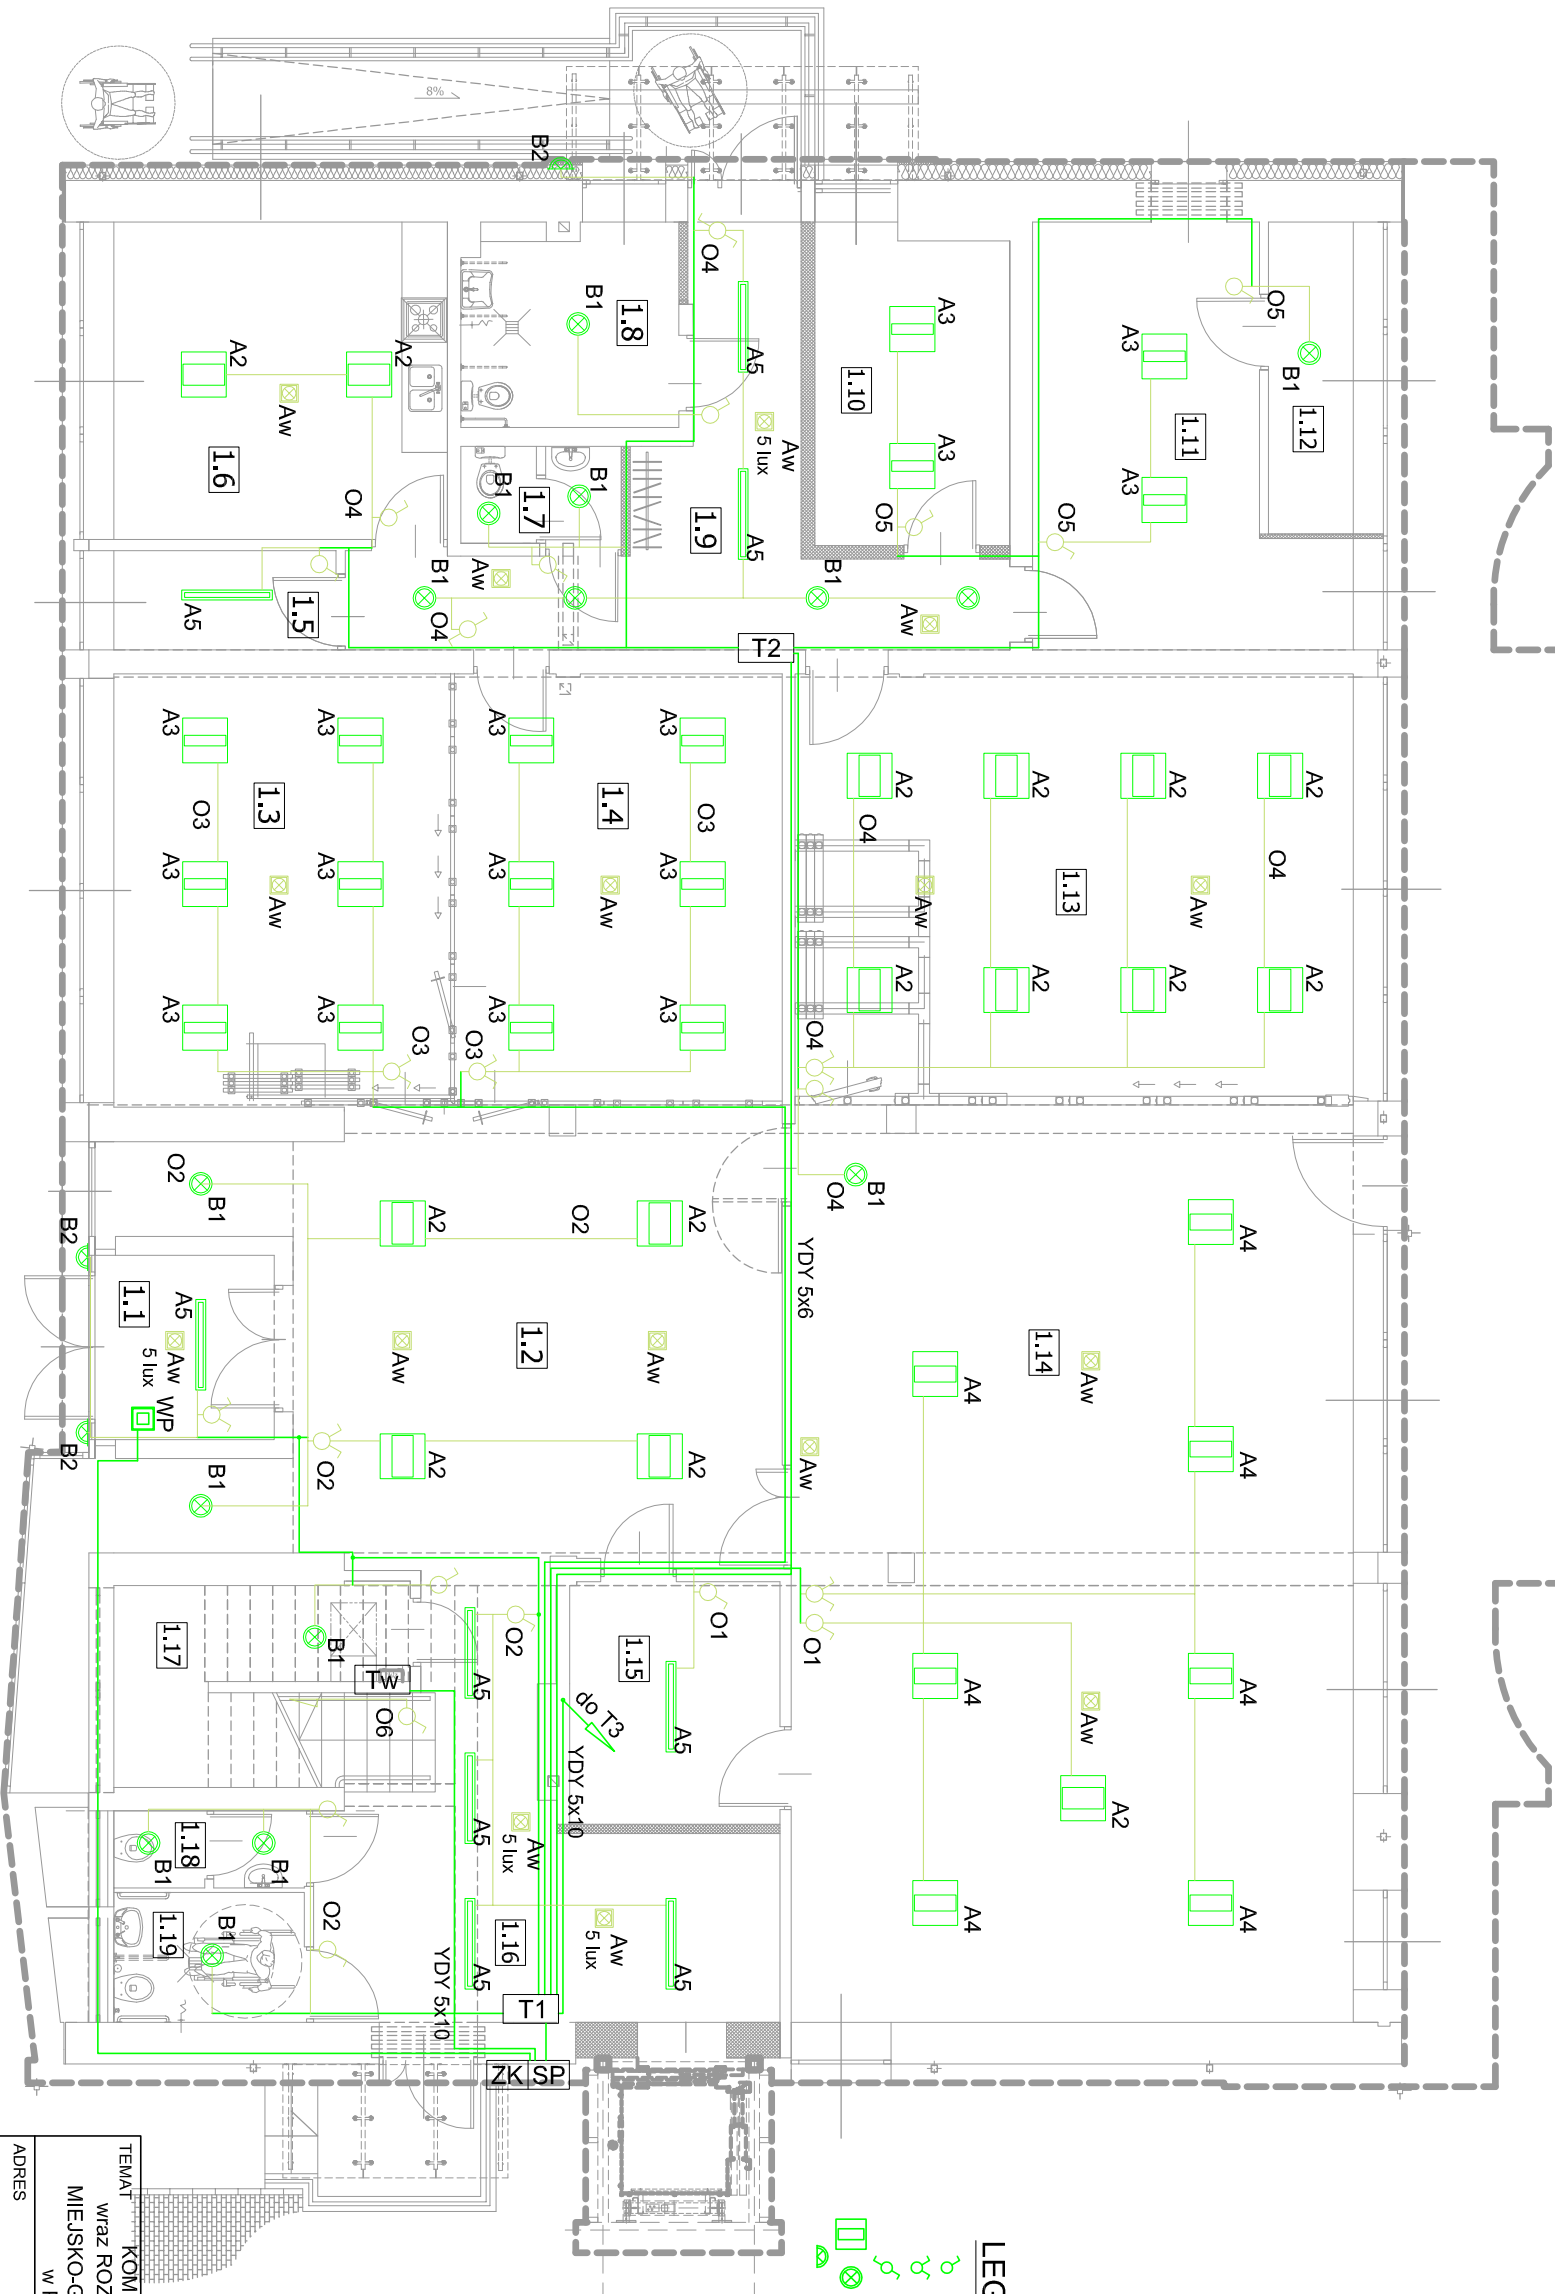 8%
B2
O4
B1
1.8
A5
A3
1.10
A3
O5
A3
1.11
A3
O5
O5
B1
1.12
A2
A2
Aw
1.6
O4
B1
B1
1.7
Aw
5 lux
1.9
A5
A5
1.5
B1
O4
Aw
B1
Aw
T2
A3
A3
A3
A3
O3
1.3
1.4
O3
A3
A3
A3
A3
Aw
Aw
A3
A3
A3
A3
O3
O3
A2
A2
A2
A2
O4
O4
Aw
1.13
Aw
A2
A2
A2
A2
O4
O2
B1
B2
A2
O2
A2
B1
O4
YDY 5x6
A4
1.1
A5
Aw
5 lux
WP
B2
B1
Aw
1.2
Aw
A2
A2
O2
Aw
1.14
Aw
A4
A4
1.17
B1
Tw
O6
O2
A5
1.15
O1
O1
do T3
A5
YDY 5x10
A4
A4
Aw
A2
A5
Aw
5 lux
1.18
B1
B1
1.19
B1
O2
1.16
A5
Aw
5 lux
A5
YDY 5x10
T1
A4
A4
ZK SP
LEG
TEMAT
KOM
wraz ROZ
MIEJSKO-G
ADRES